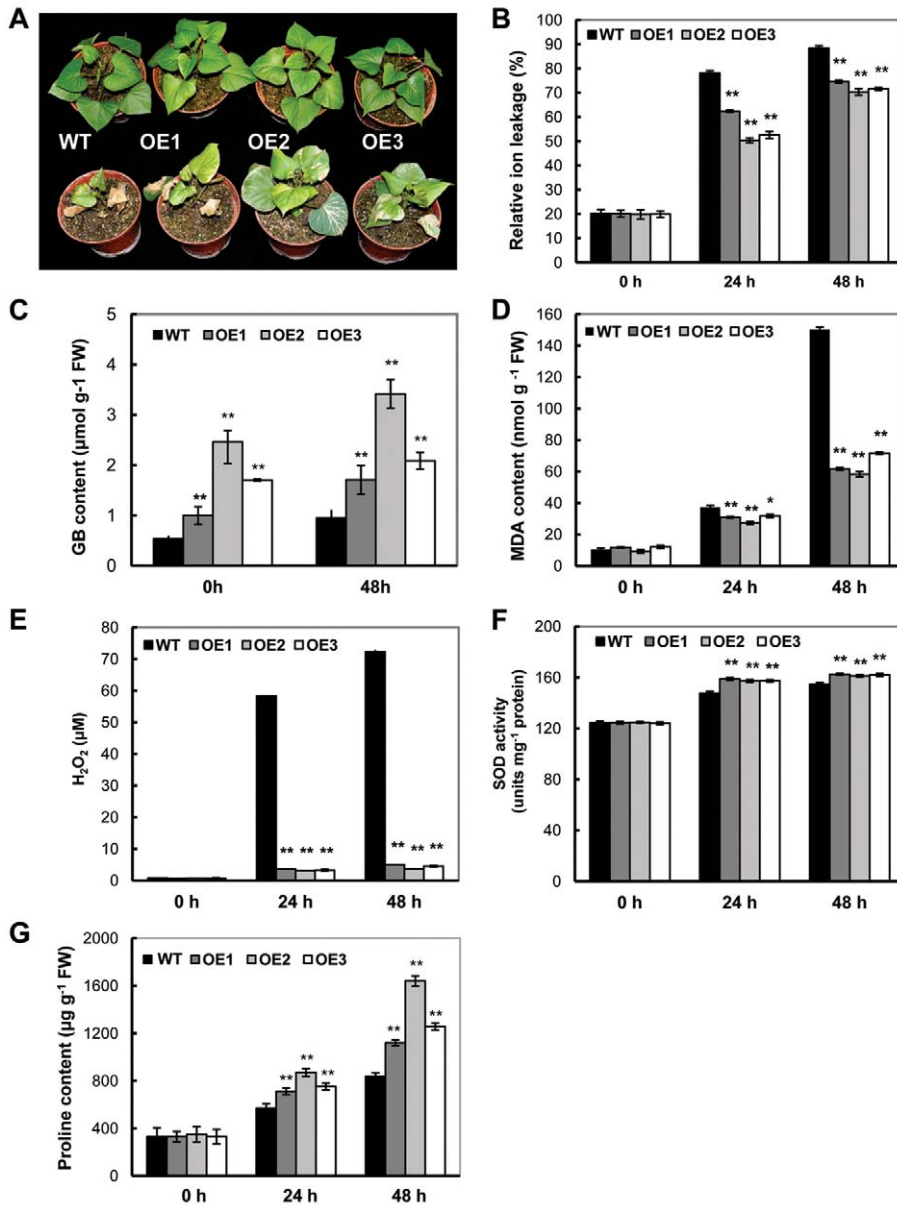 A
WT OE1 OE2 OE3
B
WT OE1 OE2 OE3
Relative ion leakage (%)
100
90
80
70
60
50
40
30
20
10
0
** ** **
** ** **
0 h 24 h 48 h
C
WT OE1 OE2 OE3
GB content (μmol g-1 FW)
5
4
3
2
1
0
** ** **
** ** **
0h 48h
D
WT OE1 OE2 OE3
MDA content (nmol g -1 FW)
160
140
120
100
80
60
40
20
0
** ** *
** ** **
0 h 24 h 48 h
E
WT OE1 OE2 OE3
H₂O₂ (μM)
80
70
60
50
40
30
20
10
0
** ** **
** ** **
0 h 24 h 48 h
F
WT OE1 OE2 OE3
SOD activity
(units mg⁻¹ protein)
200
160
120
80
40
0
** ** **
** ** **
0 h 24 h 48 h
G
WT OE1 OE2 OE3
Proline content (μg g⁻¹ FW)
2000
1600
1200
800
400
0
** ** **
** ** **
0 h 24 h 48 h